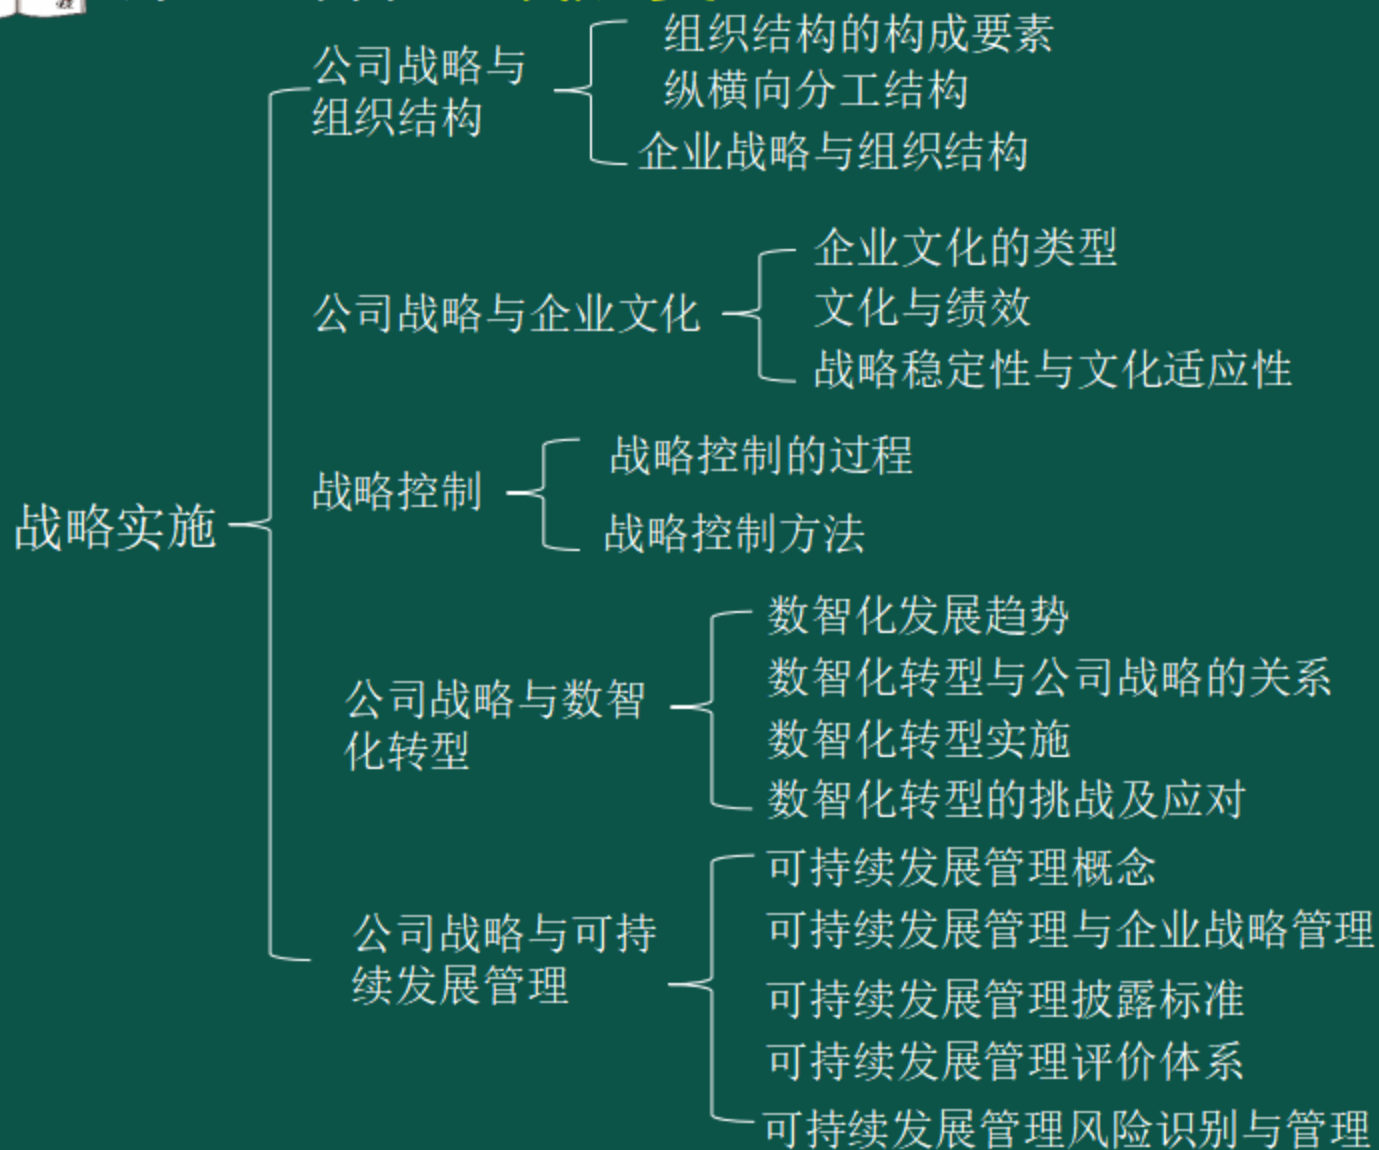 公司战略与
组织结构
组织结构的构成要素
纵横向分工结构
企业战略与组织结构
公司战略与企业文化
企业文化的类型
文化与绩效
战略稳定性与文化适应性
战略实施
战略控制
战略控制的过程
战略控制方法
公司战略与数智
化转型
数智化发展趋势
数智化转型与公司战略的关系
数智化转型实施
数智化转型的挑战及应对
公司战略与可持
续发展管理
可持续发展管理概念
可持续发展管理与企业战略管理
可持续发展管理披露标准
可持续发展管理评价体系
可持续发展管理风险识别与管理